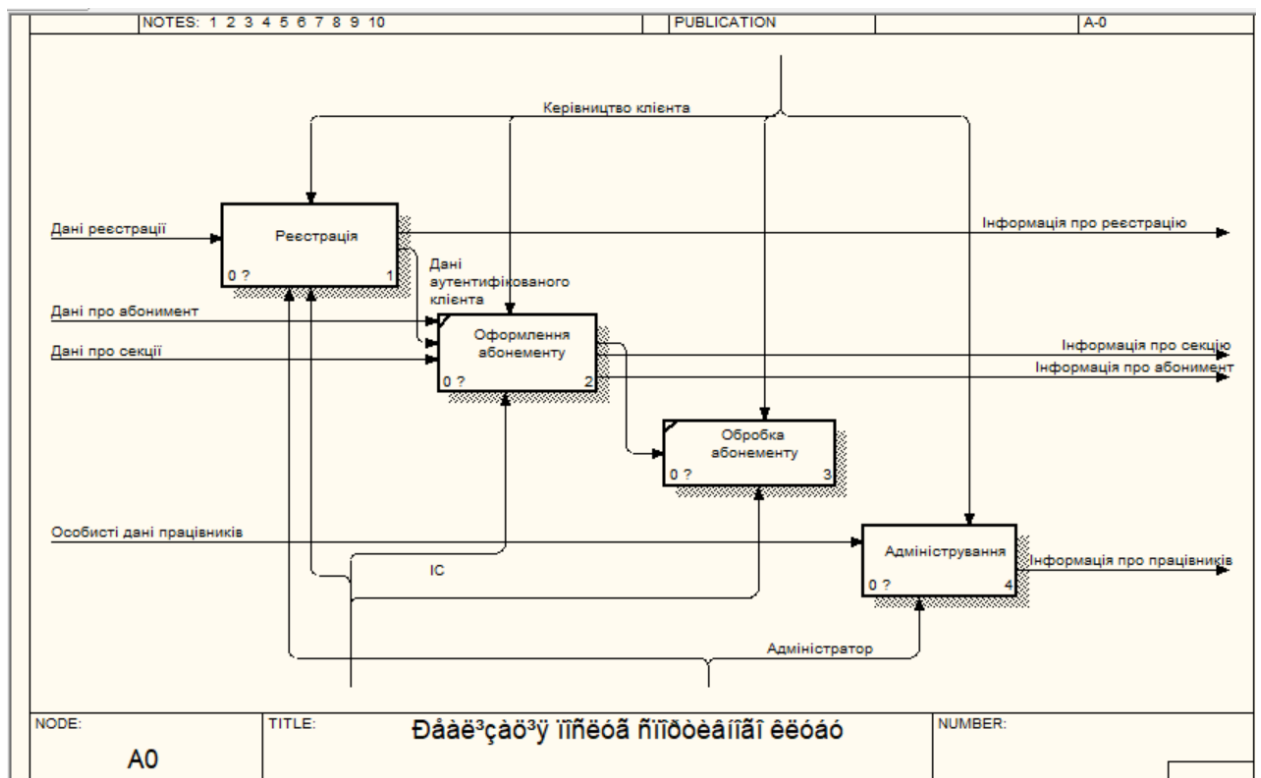 NOTES: 1 2 3 4 5 6 7 8 9 10
PUBLICATION
A-0
Керівництво клієнта
Дані реєстрації
Реєстрація
0 ?
1
Інформація про реєстрацію
Дані
аутентифікованого
клієнта
Дані про абонимент
Дані про секції
Оформлення
абонементу
0 ?
2
Інформація про секцію
Інформація про абонимент
Обробка
абонементу
0 ?
3
Особисті дані працівників
Адміністрування
0 ?
4
Інформація про працівників
ІС
Адміністратор
NODE:
A0
TITLE:
Ðåàë³çàö³ÿ ïîñëóã ñïîðòèâíîãî êëóáó
NUMBER: